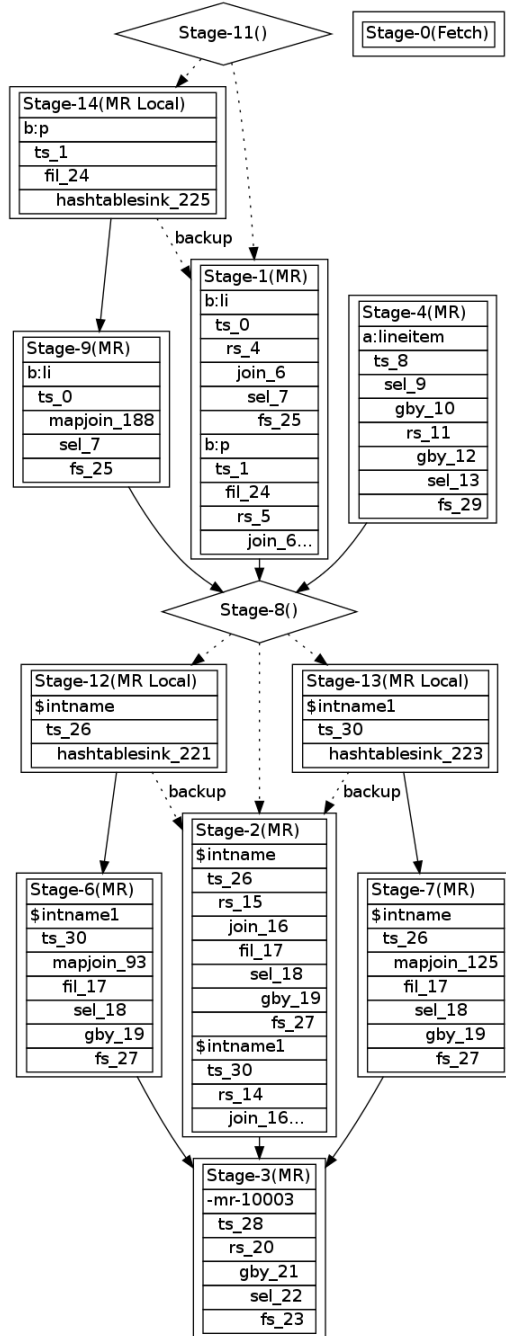 Stage-11()
Stage-0(Fetch)
Stage-14(MR Local)
b:p
ts_1
fil_24
hashtablesink_225
backup
Stage-1(MR)
b:li
ts_0
rs_4
join_6
sel_7
fs_25
b:p
ts_1
fil_24
rs_5
join_6...
Stage-4(MR)
a:lineitem
ts_8
sel_9
gby_10
rs_11
gby_12
sel_13
fs_29
Stage-9(MR)
b:li
ts_0
mapjoin_188
sel_7
fs_25
Stage-8()
Stage-12(MR Local)
$intname
ts_26
hashtablesink_221
Stage-13(MR Local)
$intname1
ts_30
hashtablesink_223
backup
backup
Stage-2(MR)
$intname
ts_26
rs_15
join_16
fil_17
sel_18
gby_19
fs_27
$intname1
ts_30
rs_14
join_16...
Stage-6(MR)
$intname1
ts_30
mapjoin_93
fil_17
sel_18
gby_19
fs_27
Stage-7(MR)
$intname
ts_26
mapjoin_125
fil_17
sel_18
gby_19
fs_27
Stage-3(MR)
-mr-10003
ts_28
rs_20
gby_21
sel_22
fs_23